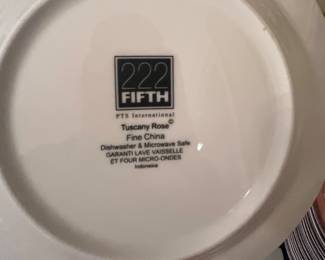 222
FIFTH
PTS International
Tuscany Rose©
Fine China
Dishwasher & Microwave Safe
GARANTI LAVE VAISSELLE
ET FOUR MICRO-ONDES
Indonesia